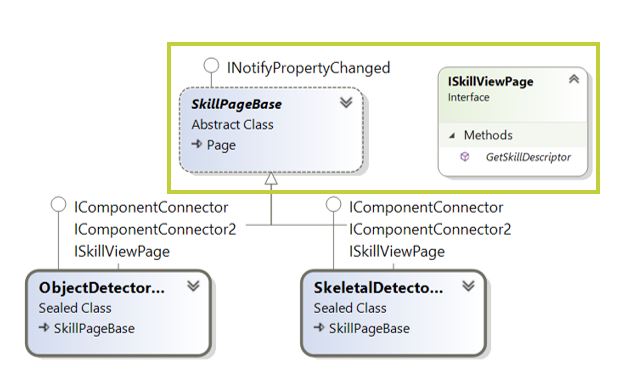 INotifyPropertyChanged
SkillPageBase
Abstract Class
Page
ISkillViewPage
Interface
Methods
GetSkillDescriptor
IComponentConnector
IComponentConnector2
ISkillViewPage
ObjectDetector...
Sealed Class
SkillPageBase
IComponentConnector
IComponentConnector2
ISkillViewPage
SkeletalDetecto...
Sealed Class
SkillPageBase